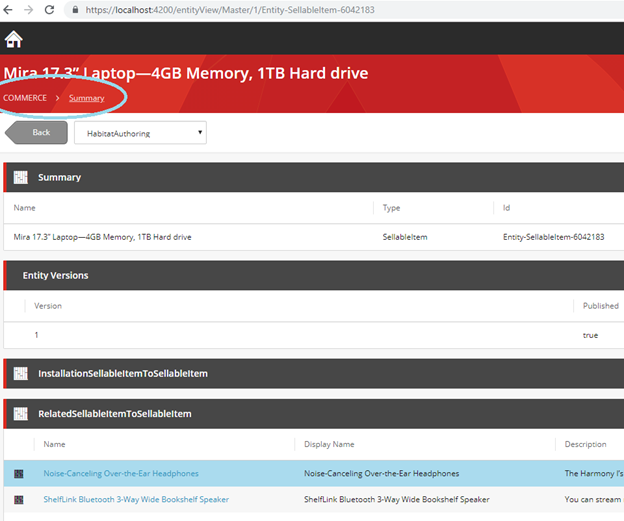 https://localhost:4200/entityView/Master/1/Entity-SellableItem-6042183
Mira 17.3” Laptop—4GB Memory, 1TB Hard drive
COMMERCE > Summary
Back HabitatAuthoring
Summary
Name Type Id
Mira 17.3” Laptop—4GB Memory, 1TB Hard drive SellableItem Entity-SellableItem-6042183
Entity Versions
Version Published
1 true
InstallationSellableItemToSellableItem
RelatedSellableItemToSellableItem
Name Display Name Description
Noise-Canceling Over-the-Ear Headphones Noise-Canceling Over-the-Ear Headphones The Harmony I's
ShelfLink Bluetooth 3-Way Wide Bookshelf Speaker ShelfLink Bluetooth 3-Way Wide Bookshelf Speaker You can stream